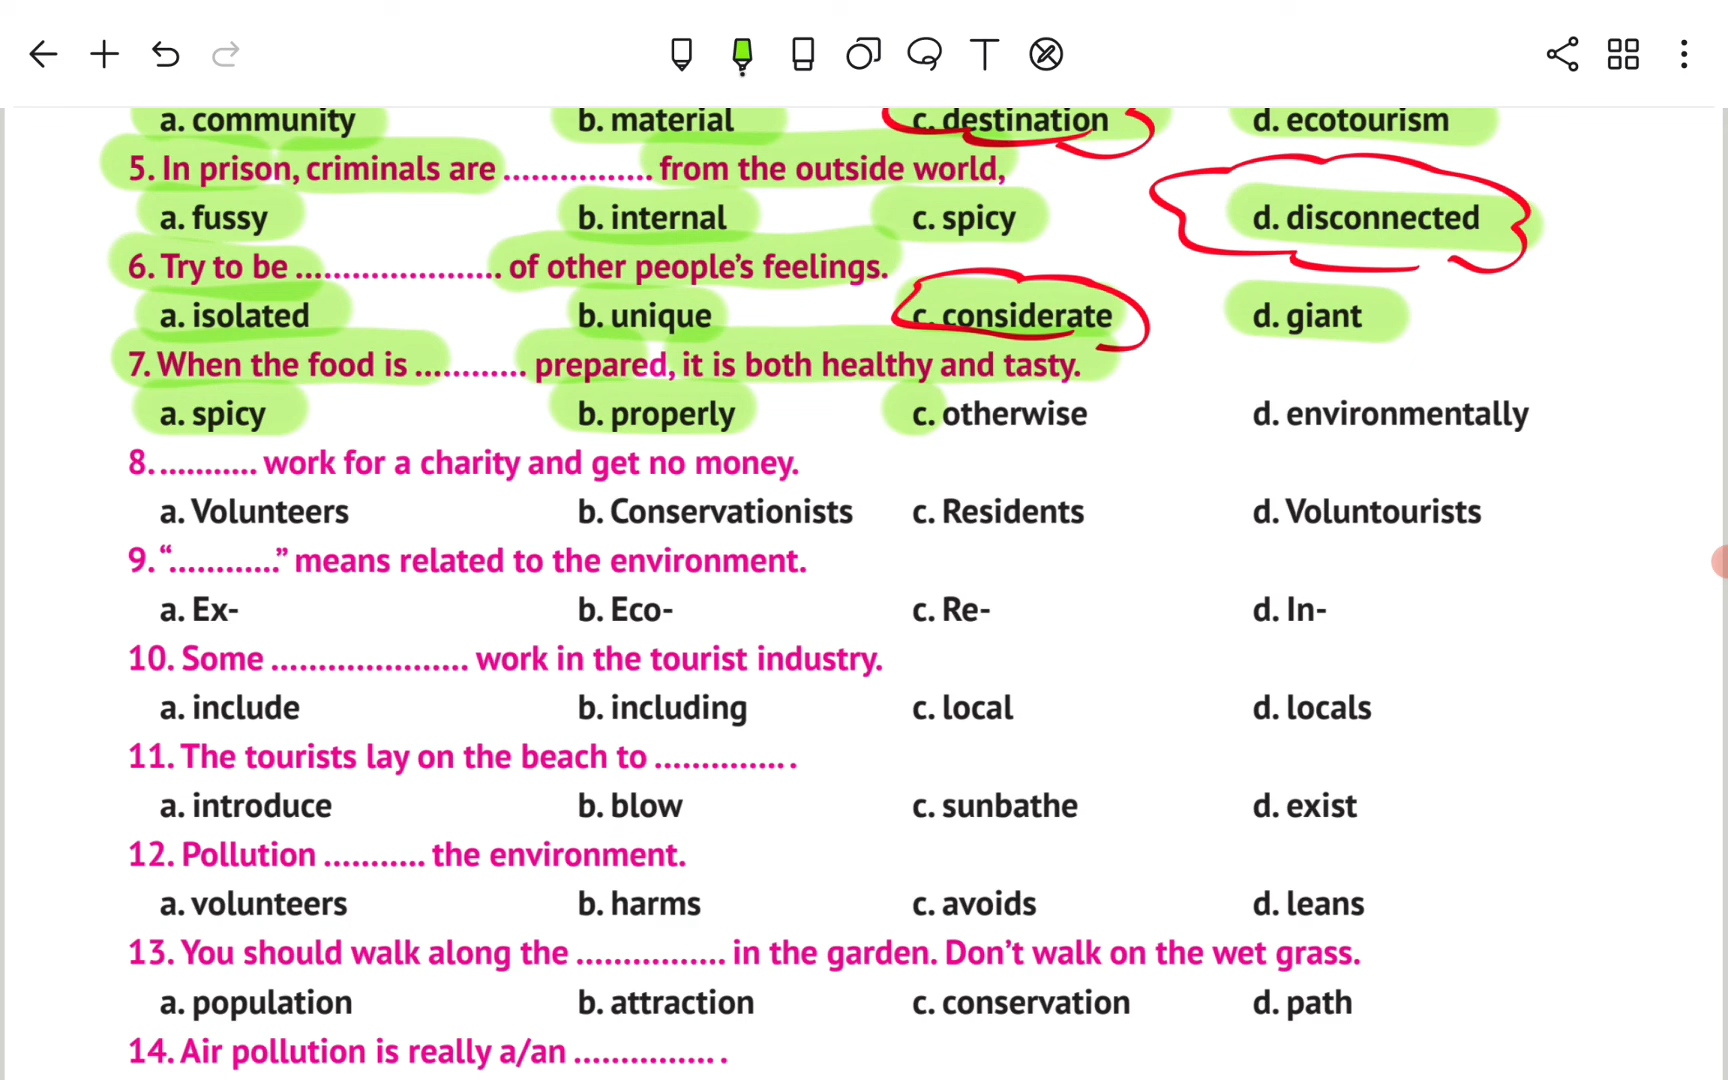 a. community b. material c. destination d. ecotourism
5. In prison, criminals are ............... from the outside world,
a. fussy b. internal c. spicy d. disconnected
6. Try to be ..................... of other people's feelings.
a. isolated b. unique c. considerate d. giant
7. When the food is ............ prepared, it is both healthy and tasty.
a. spicy b. properly c. otherwise d. environmentally
8. ........... work for a charity and get no money.
a. Volunteers b. Conservationists c. Residents d. Voluntourists
9. “............” means related to the environment.
a. Ex- b. Eco- c. Re- d. In-
10. Some ..................... work in the tourist industry.
a. include b. including c. local d. locals
11. The tourists lay on the beach to .............. .
a. introduce b. blow c. sunbathe d. exist
12. Pollution ........... the environment.
a. volunteers b. harms c. avoids d. leans
13. You should walk along the ................ in the garden. Don't walk on the wet grass.
a. population b. attraction c. conservation d. path
14. Air pollution is really a/an ............... .